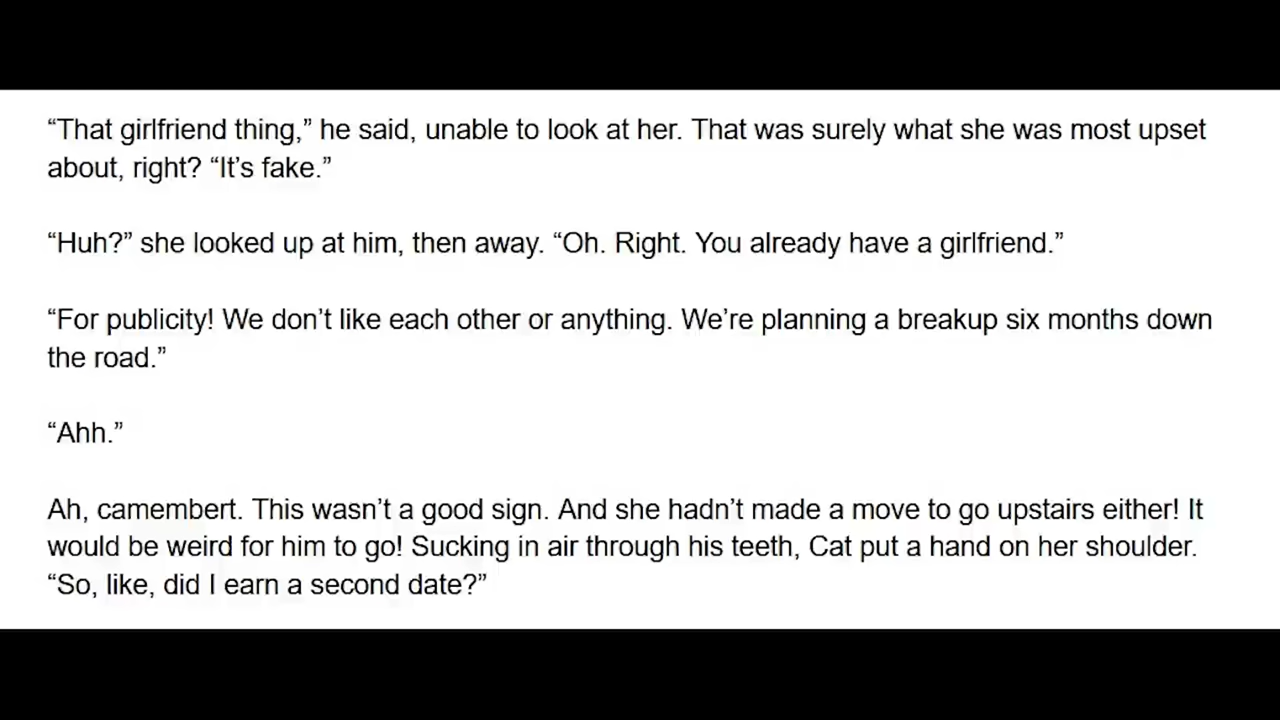 “That girlfriend thing,” he said, unable to look at her. That was surely what she was most upset
about, right? “It’s fake.”
“Huh?” she looked up at him, then away. “Oh. Right. You already have a girlfriend.”
“For publicity! We don’t like each other or anything. We’re planning a breakup six months down
the road.”
“Ahh.”
Ah, camembert. This wasn’t a good sign. And she hadn’t made a move to go upstairs either! It
would be weird for him to go! Sucking in air through his teeth, Cat put a hand on her shoulder.
“So, like, did I earn a second date?”